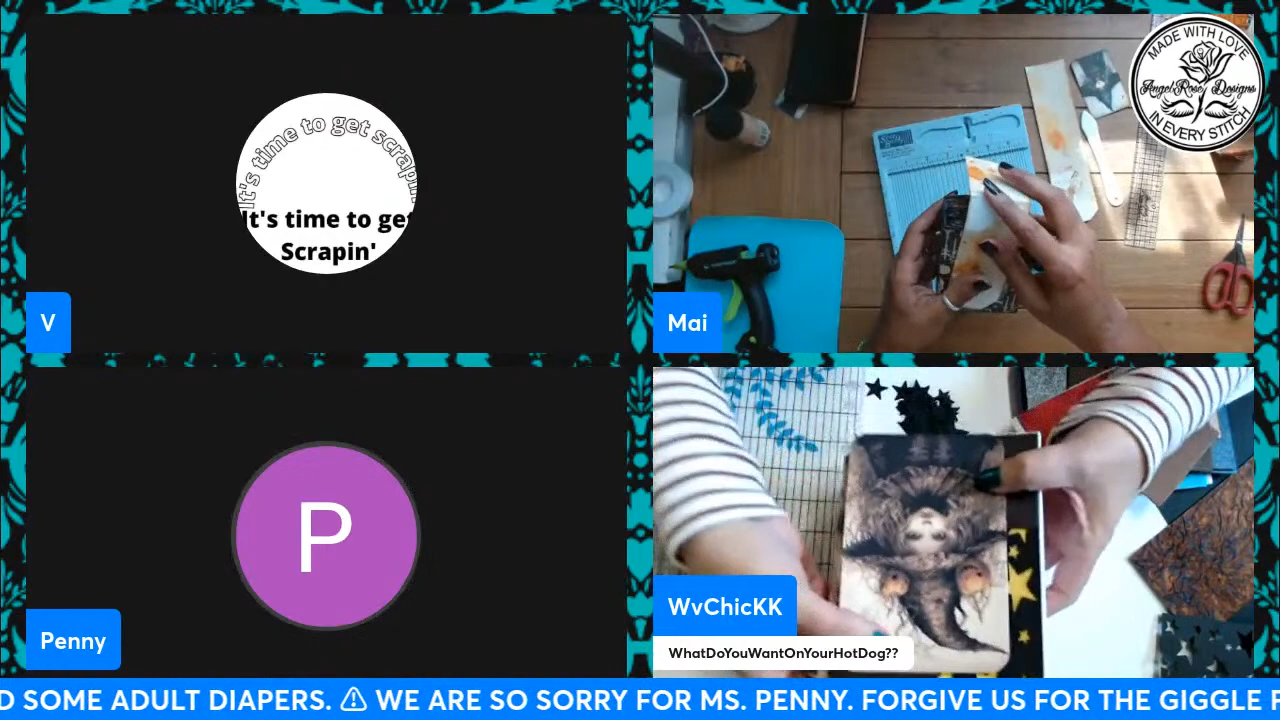 It's time to get scrapin'
It's time to get
Scrapin'
V
MADE WITH LOVE
AngelRose Designs
IN EVERY STITCH
Mai
P
Penny
WvChicKK
WhatDoYouWantOnYourHotDog??
D SOME ADULT DIAPERS. ⚠ WE ARE SO SORRY FOR MS. PENNY. FORGIVE US FOR THE GIGGLE F